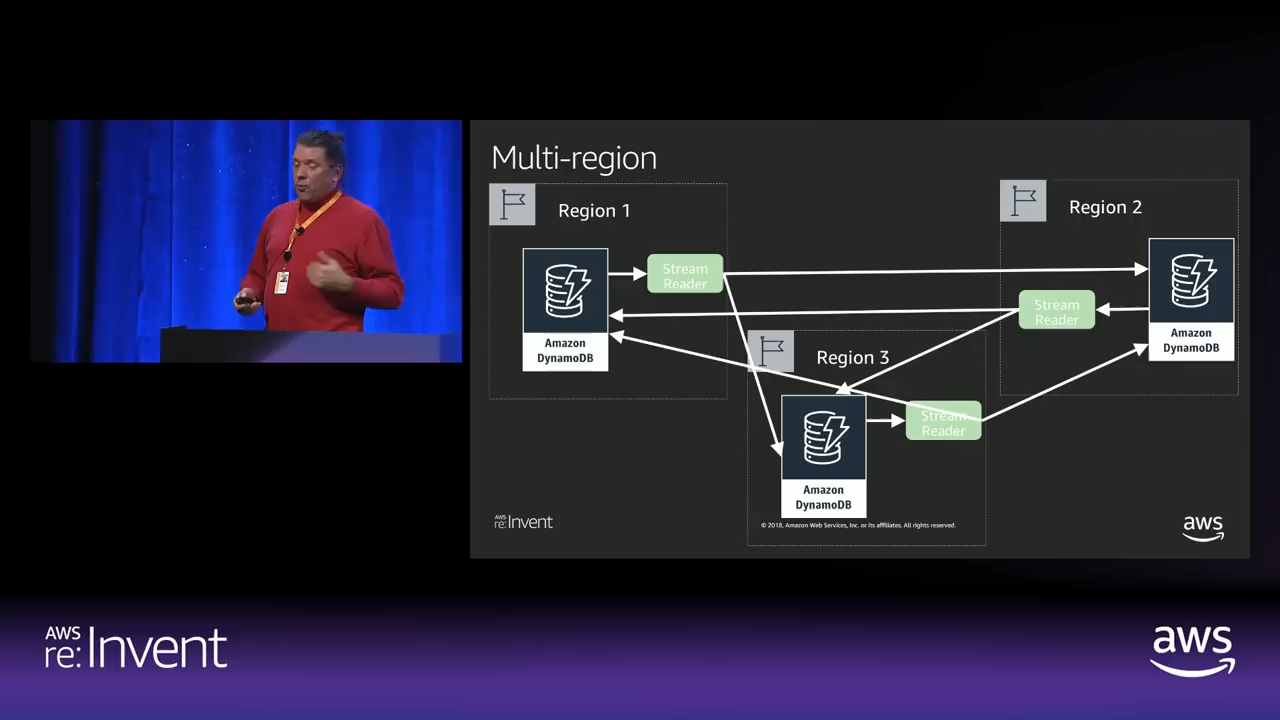 Multi-region
Region 1
Region 2
Stream
Reader
Stream
Reader
Amazon
DynamoDB
Amazon
DynamoDB
Region 3
Stream
Reader
Amazon
DynamoDB
© 2018, Amazon Web Services, Inc. or its affiliates. All rights reserved.
AWS
re:Invent
aws
AWS
re:Invent
aws